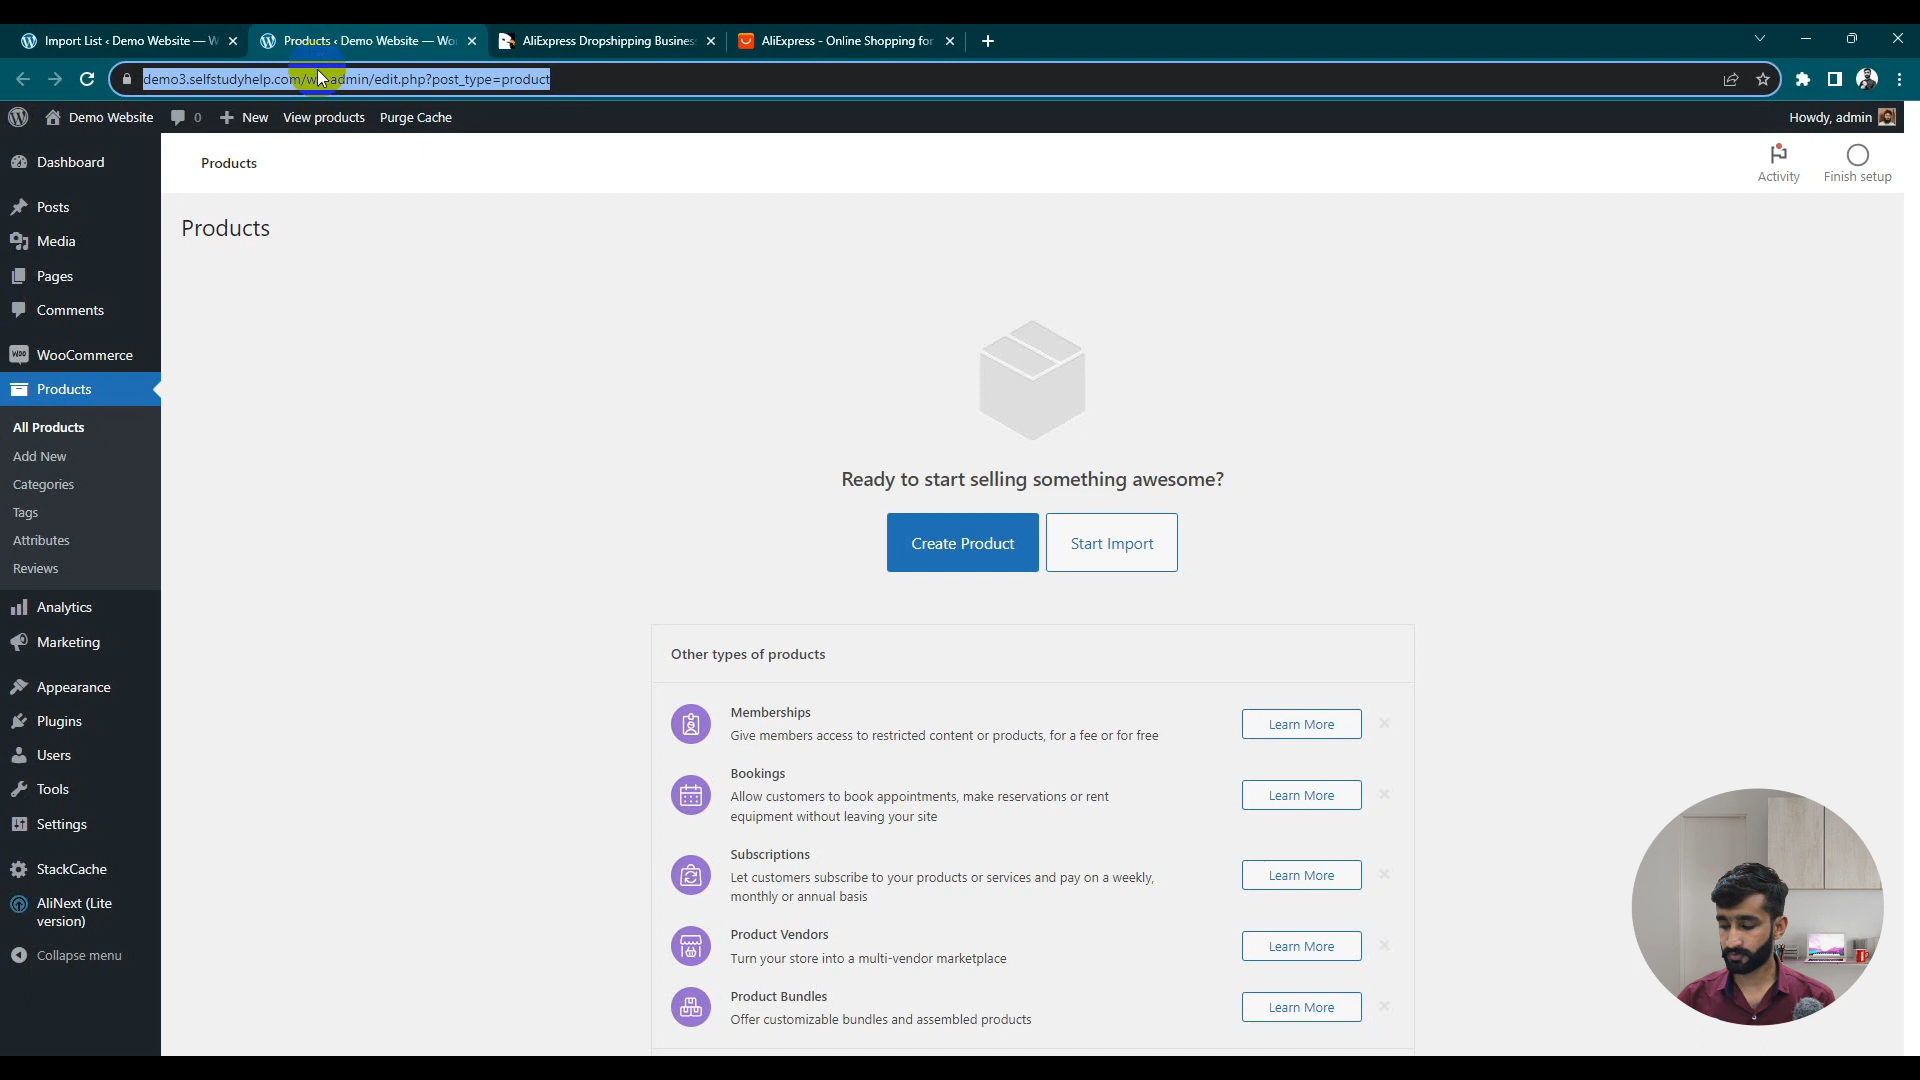 Import List ‹ Demo Website — W
Products ‹ Demo Website — Wo
AliExpress Dropshipping Busines
AliExpress - Online Shopping for
demo3.selfstudyhelp.com/wp-admin/edit.php?post_type=product
Demo Website
0
New
View products
Purge Cache
Howdy, admin
Dashboard
Posts
Media
Pages
Comments
WooCommerce
Products
All Products
Add New
Categories
Tags
Attributes
Reviews
Analytics
Marketing
Appearance
Plugins
Users
Tools
Settings
StackCache
AliNext (Lite
version)
Collapse menu
Products
Activity
Finish setup
Products
Ready to start selling something awesome?
Create Product
Start Import
Other types of products
Memberships
Give members access to restricted content or products, for a fee or for free
Learn More
Bookings
Allow customers to book appointments, make reservations or rent
equipment without leaving your site
Learn More
Subscriptions
Let customers subscribe to your products or services and pay on a weekly,
monthly or annual basis
Learn More
Product Vendors
Turn your store into a multi-vendor marketplace
Learn More
Product Bundles
Offer customizable bundles and assembled products
Learn More